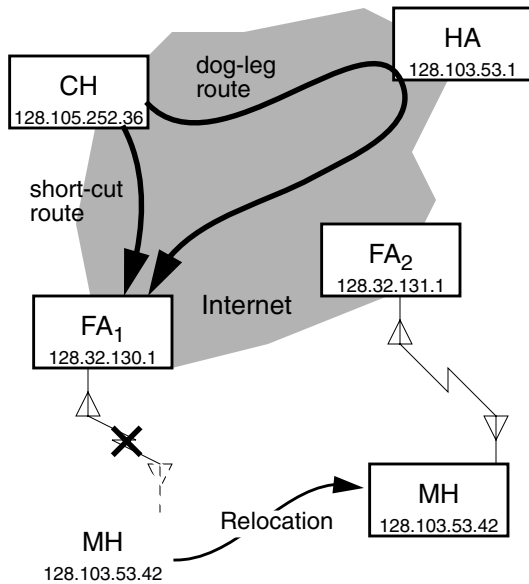 HA
128.103.53.1
CH
128.105.252.36
dog-leg
route
short-cut
route
FA2
128.32.131.1
Internet
FA1
128.32.130.1
MH
128.103.53.42
Relocation
MH
128.103.53.42